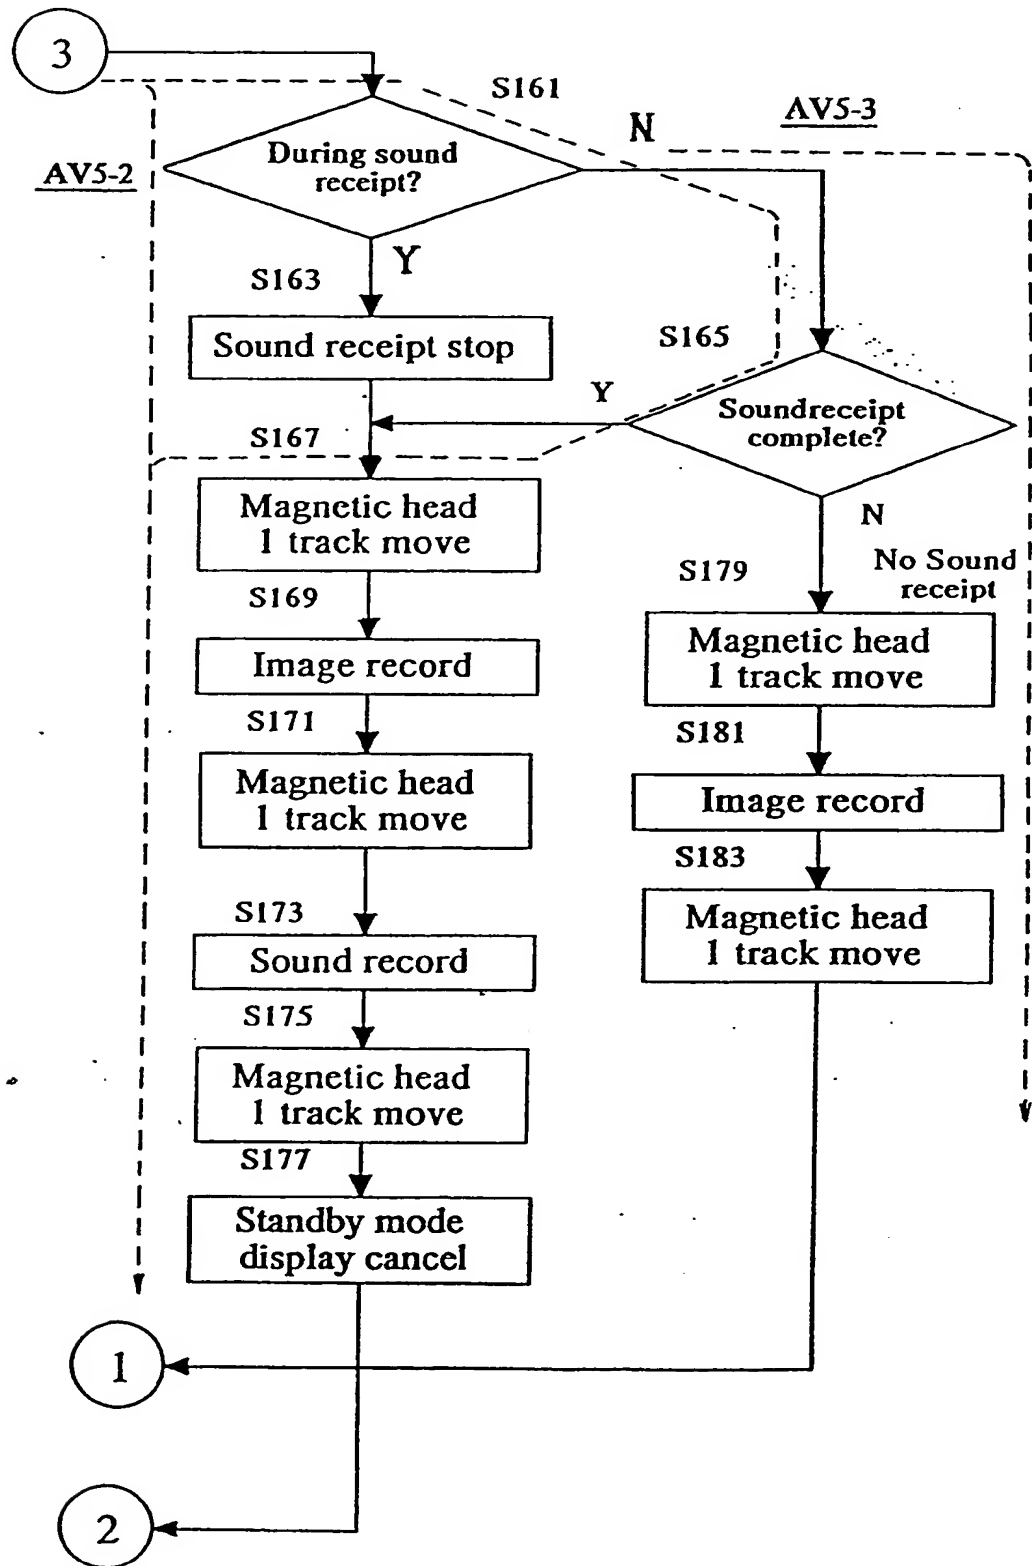 3
S161
N
AV5-3
During sound
receipt?
AV5-2
Y
S163
Sound receipt stop
S165
Y
Soundreceipt
complete?
S167
N
Magnetic head
1 track move
S179
No Sound
receipt
S169
Magnetic head
1 track move
Image record
S171
S181
Magnetic head
1 track move
Image record
S183
S173
Magnetic head
1 track move
Sound record
S175
Magnetic head
1 track move
S177
Standby mode
display cancel
1
2